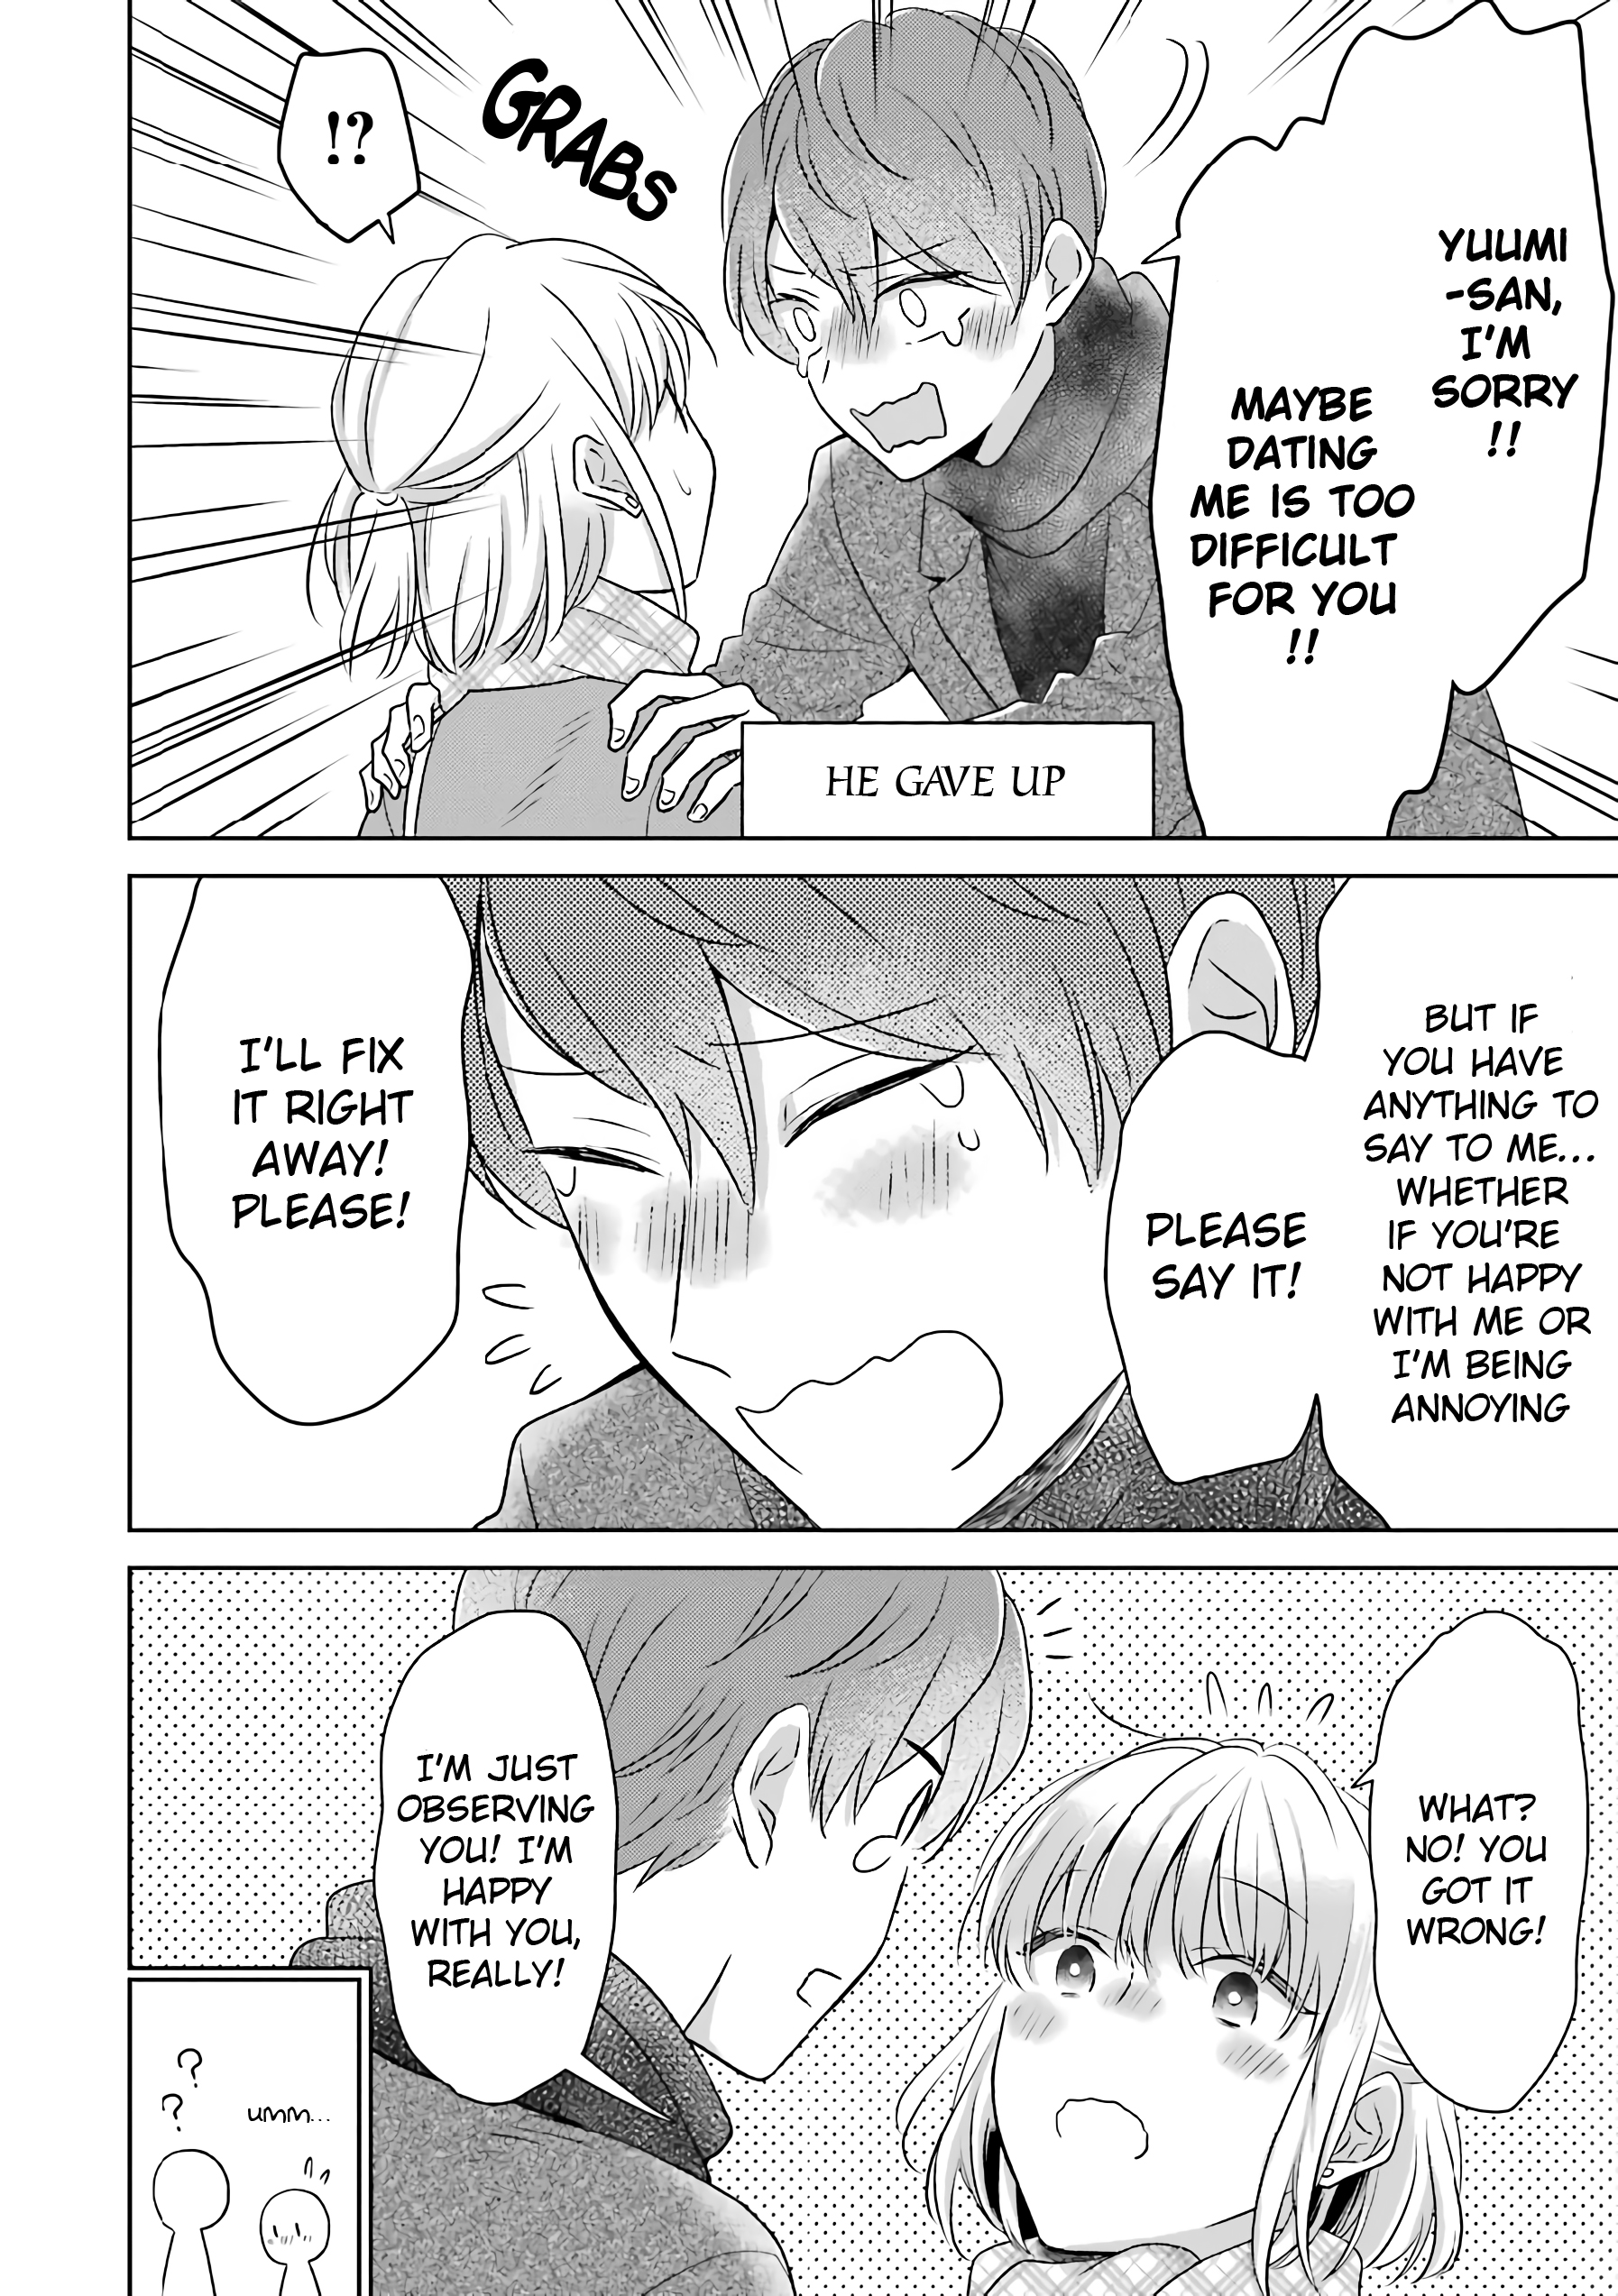 YUUMI
-SAN,
I'M
SORRY
!!
MAYBE
DATING
ME IS TOO
DIFFICULT
FOR YOU
!!
GRABS
!?
HE GAVE UP
BUT IF
YOU HAVE
ANYTHING TO
SAY TO ME...
WHETHER
IF YOU'RE
NOT HAPPY
WITH ME OR
I'M BEING
ANNOYING
PLEASE
SAY IT!
I'LL FIX
IT RIGHT
AWAY!
PLEASE!
WHAT?
NO! YOU
GOT IT
WRONG!
I'M JUST
OBSERVING
YOU! I'M
HAPPY
WITH YOU,
REALLY!
umm...
?
?